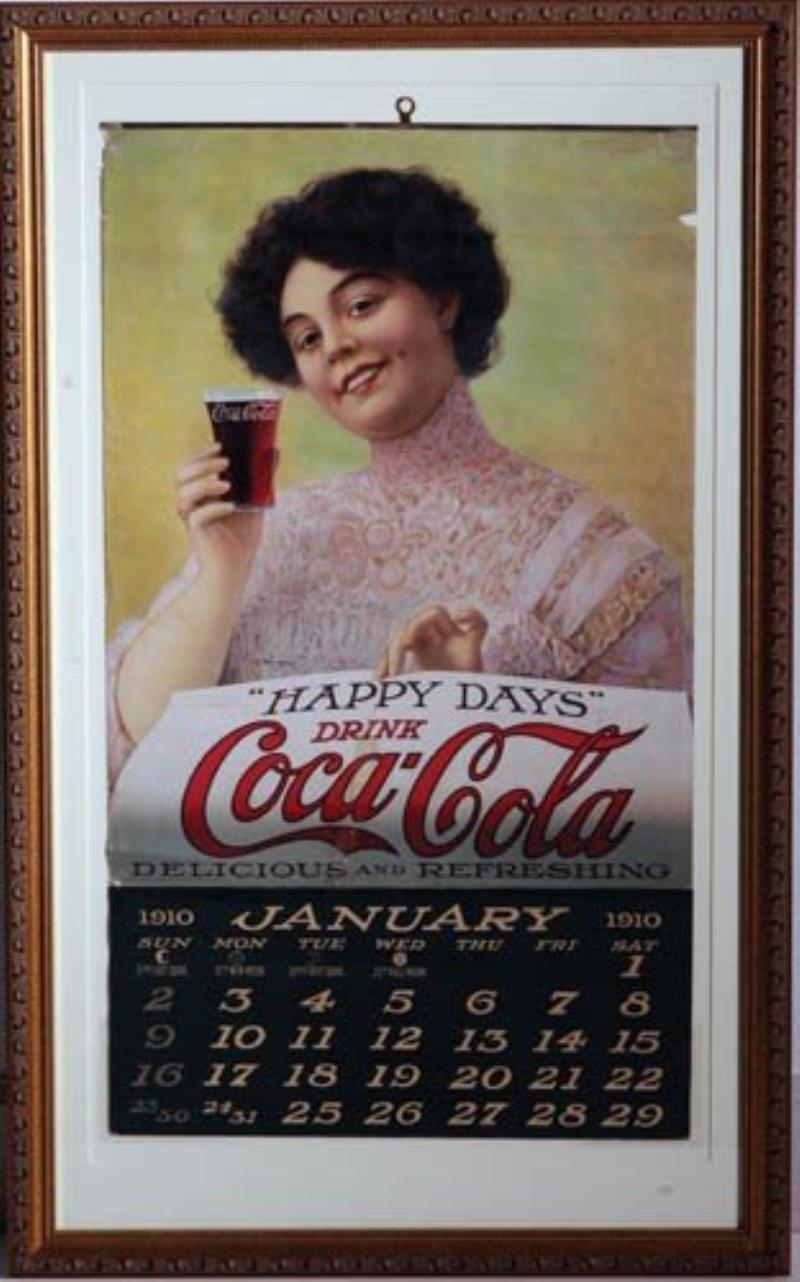 Coca-Cola
"HAPPY DAYS"
DRINK
Coca-Cola
DELICIOUS AND REFRESHING
1910 JANUARY 1910
SUN MON TUE WED THU FRI SAT
1
2 3 4 5 6 7 8
9 10 11 12 13 14 15
16 17 18 19 20 21 22
23/30 24/31 25 26 27 28 29